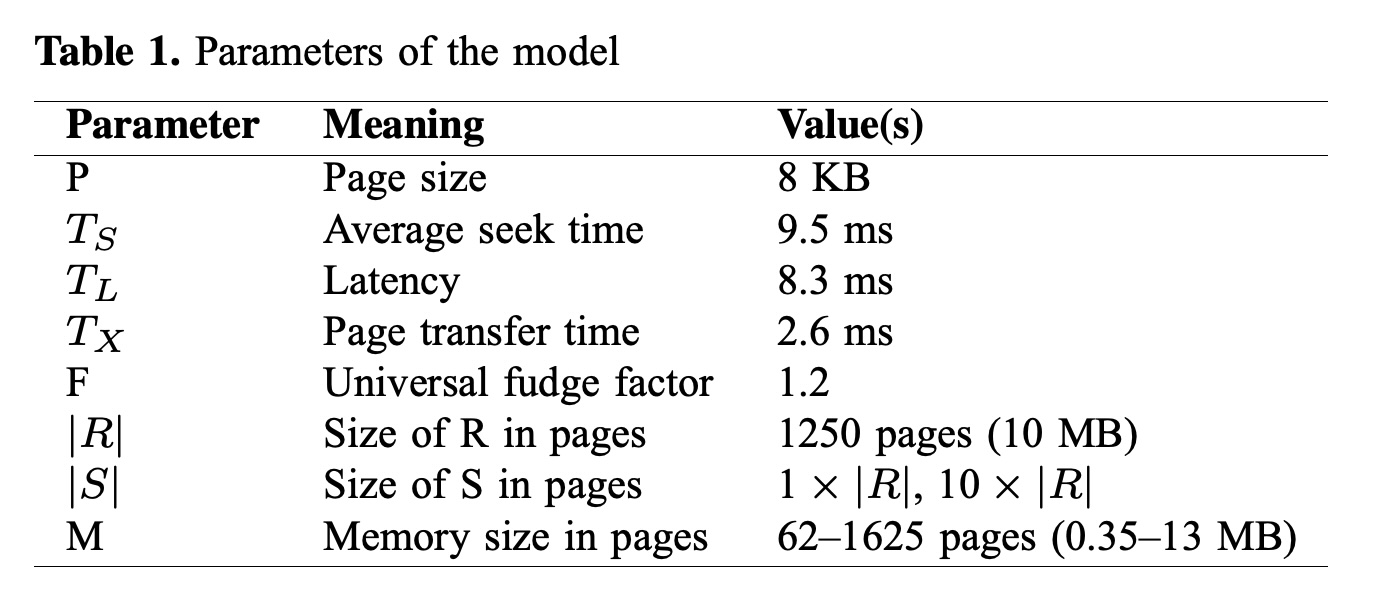 Table 1. Parameters of the model
Parameter Meaning Value(s)
P Page size 8 KB
T_S Average seek time 9.5 ms
T_L Latency 8.3 ms
T_X Page transfer time 2.6 ms
F Universal fudge factor 1.2
|R| Size of R in pages 1250 pages (10 MB)
|S| Size of S in pages 1 × |R|, 10 × |R|
M Memory size in pages 62–1625 pages (0.35–13 MB)